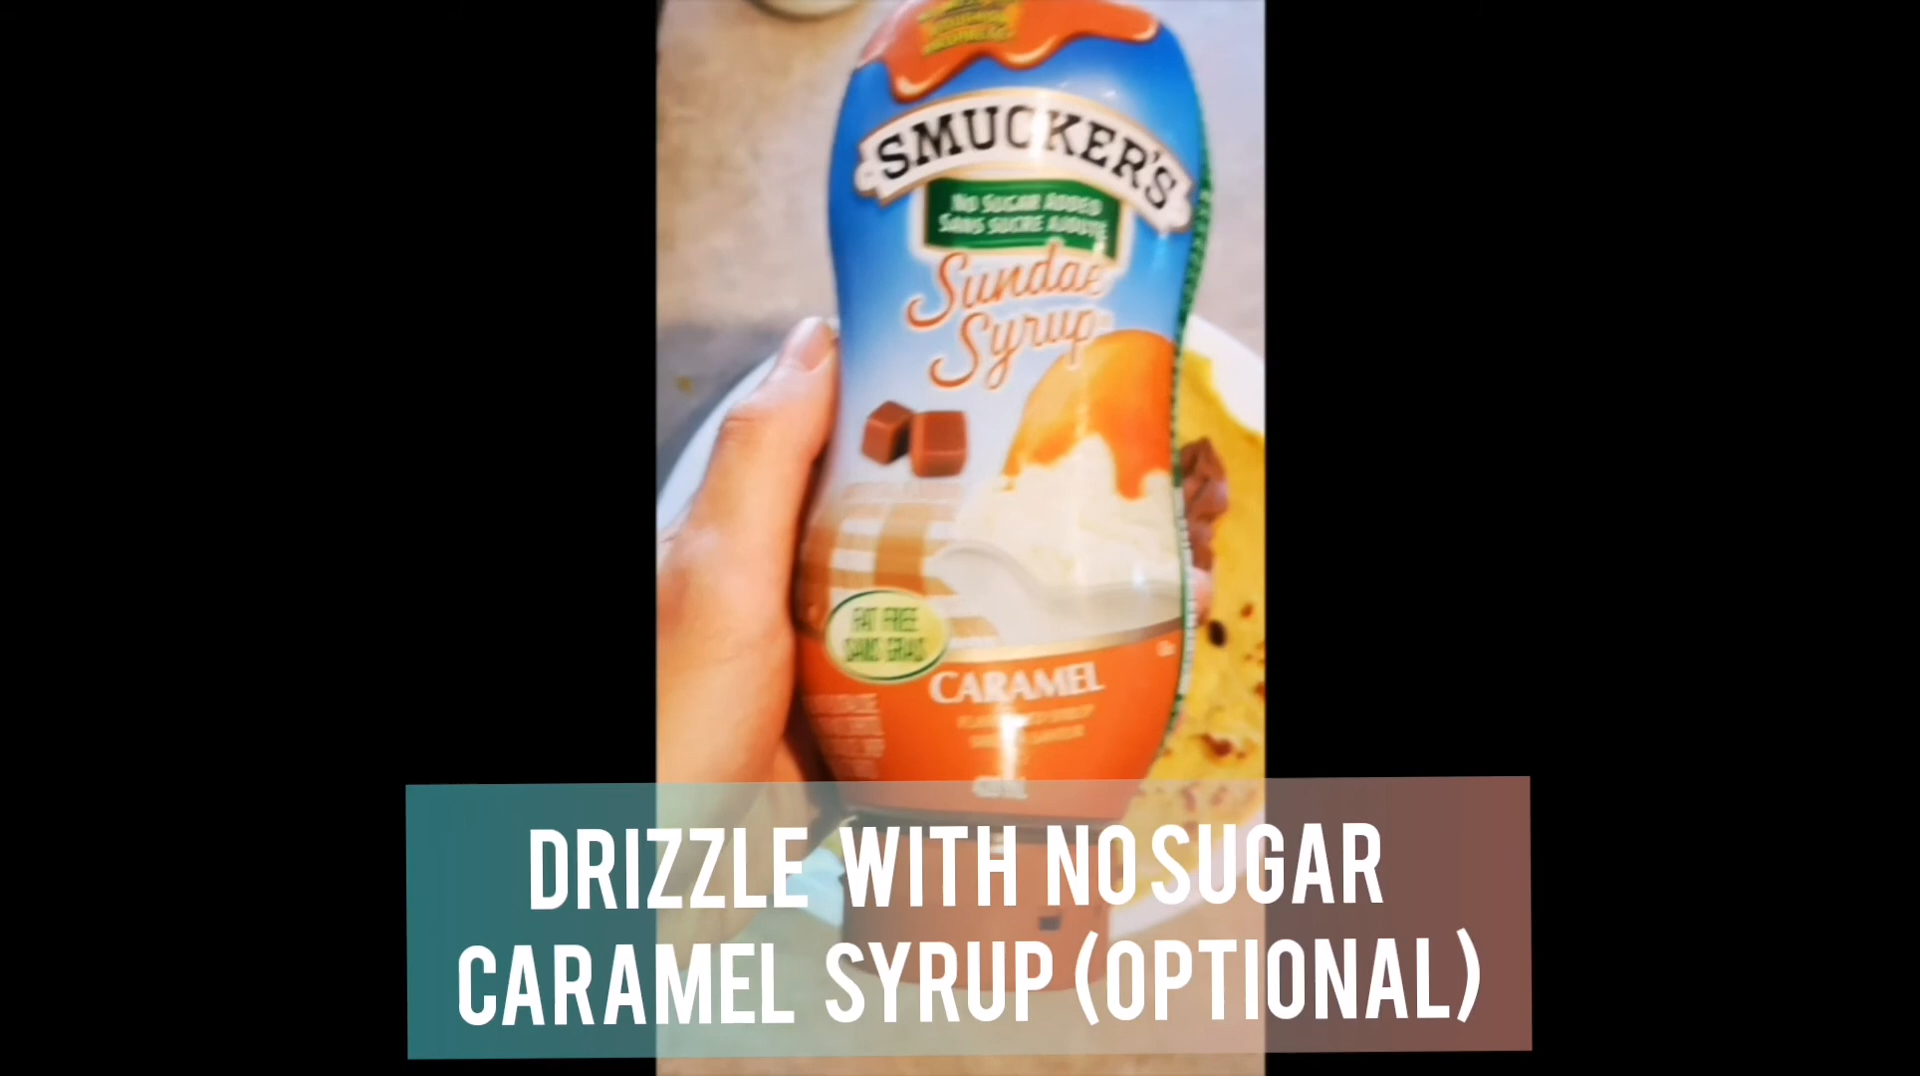 SMUCKER'S
NO SUGAR ADDED
SANS SUCRE AJOUTÉ
Sundae
Syrup
FAT FREE
SANS GRAS
CARAMEL
DRIZZLE WITH NO SUGAR
CARAMEL SYRUP (OPTIONAL)